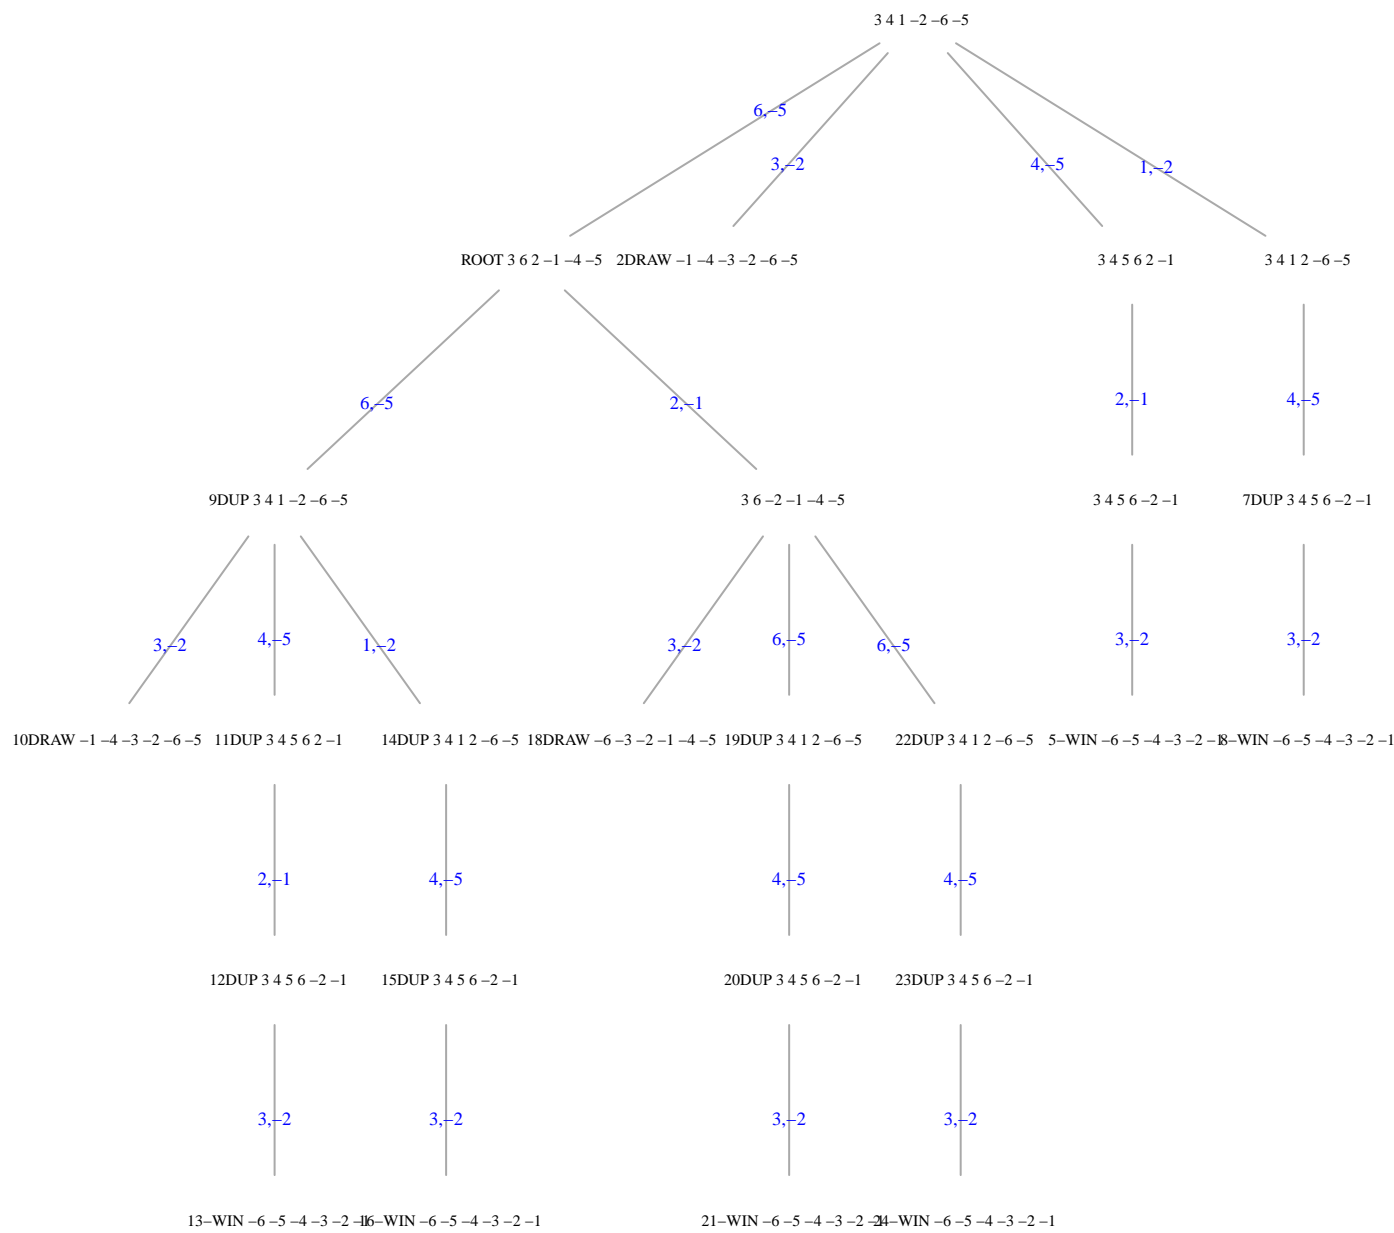 3 4 1 –2 –6 –5
6,–5
3,–2
4,–5
1,–2
ROOT 3 6 2 –1 –4 –5
2DRAW –1 –4 –3 –2 –6 –5
3 4 5 6 2 –1
3 4 1 2 –6 –5
6,–5
2,–1
2,–1
4,–5
9DUP 3 4 1 –2 –6 –5
3 6 –2 –1 –4 –5
3 4 5 6 –2 –1
7DUP 3 4 5 6 –2 –1
3,–2
4,–5
1,–2
3,–2
6,–5
6,–5
3,–2
3,–2
10DRAW –1 –4 –3 –2 –6 –5
11DUP 3 4 5 6 2 –1
14DUP 3 4 1 2 –6 –5
18DRAW –6 –3 –2 –1 –4 –5
19DUP 3 4 1 2 –6 –5
22DUP 3 4 1 2 –6 –5
5–WIN –6 –5 –4 –3 –2 –1
8–WIN –6 –5 –4 –3 –2 –1
2,–1
4,–5
4,–5
4,–5
12DUP 3 4 5 6 –2 –1
15DUP 3 4 5 6 –2 –1
20DUP 3 4 5 6 –2 –1
23DUP 3 4 5 6 –2 –1
3,–2
3,–2
3,–2
3,–2
13–WIN –6 –5 –4 –3 –2 –1
16–WIN –6 –5 –4 –3 –2 –1
21–WIN –6 –5 –4 –3 –2 –1
24–WIN –6 –5 –4 –3 –2 –1